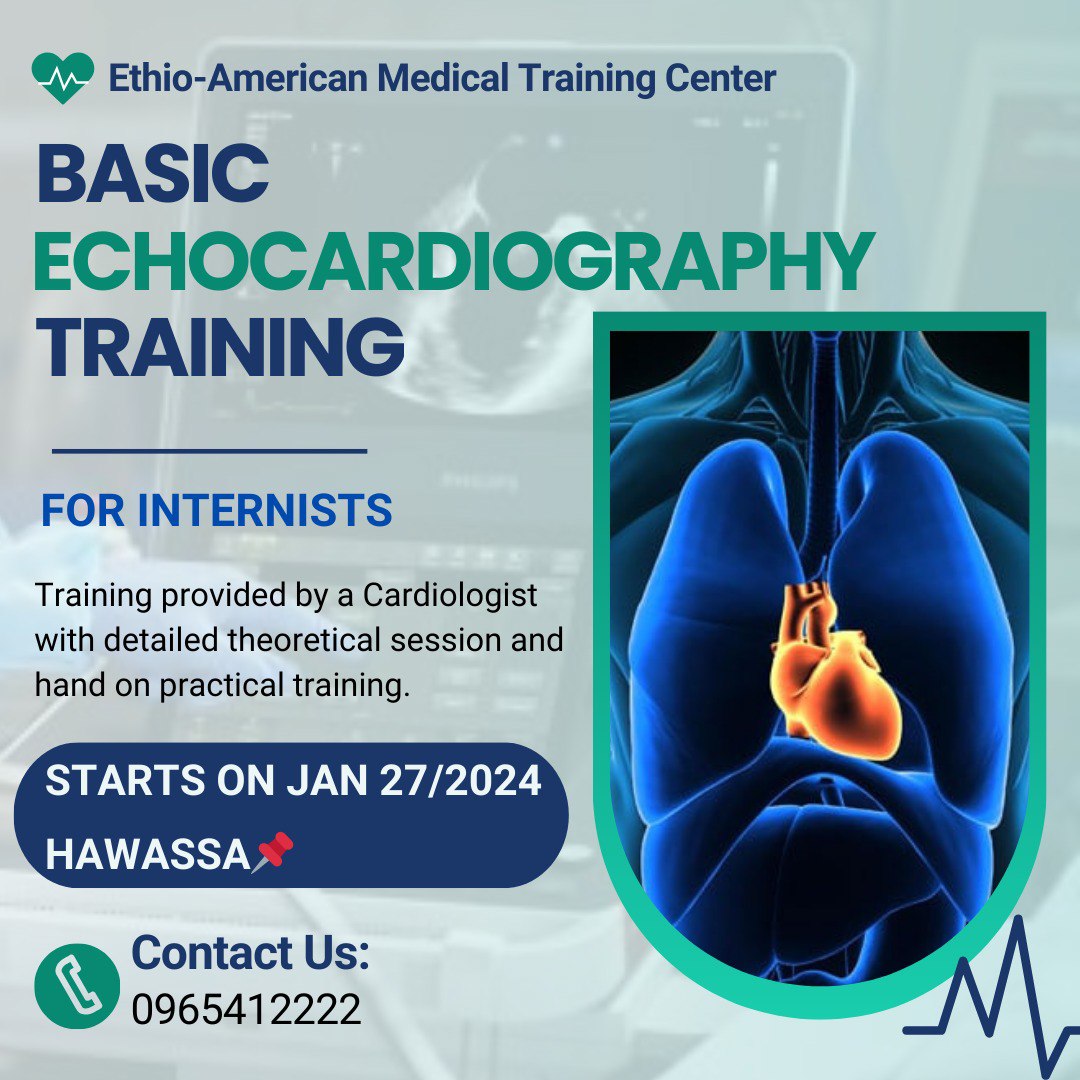 Ethio-American Medical Training Center
BASIC
ECHOCARDIOGRAPHY
TRAINING
FOR INTERNISTS
Training provided by a Cardiologist
with detailed theoretical session and
hand on practical training.
STARTS ON JAN 27/2024
HAWASSA📌
Contact Us:
0965412222